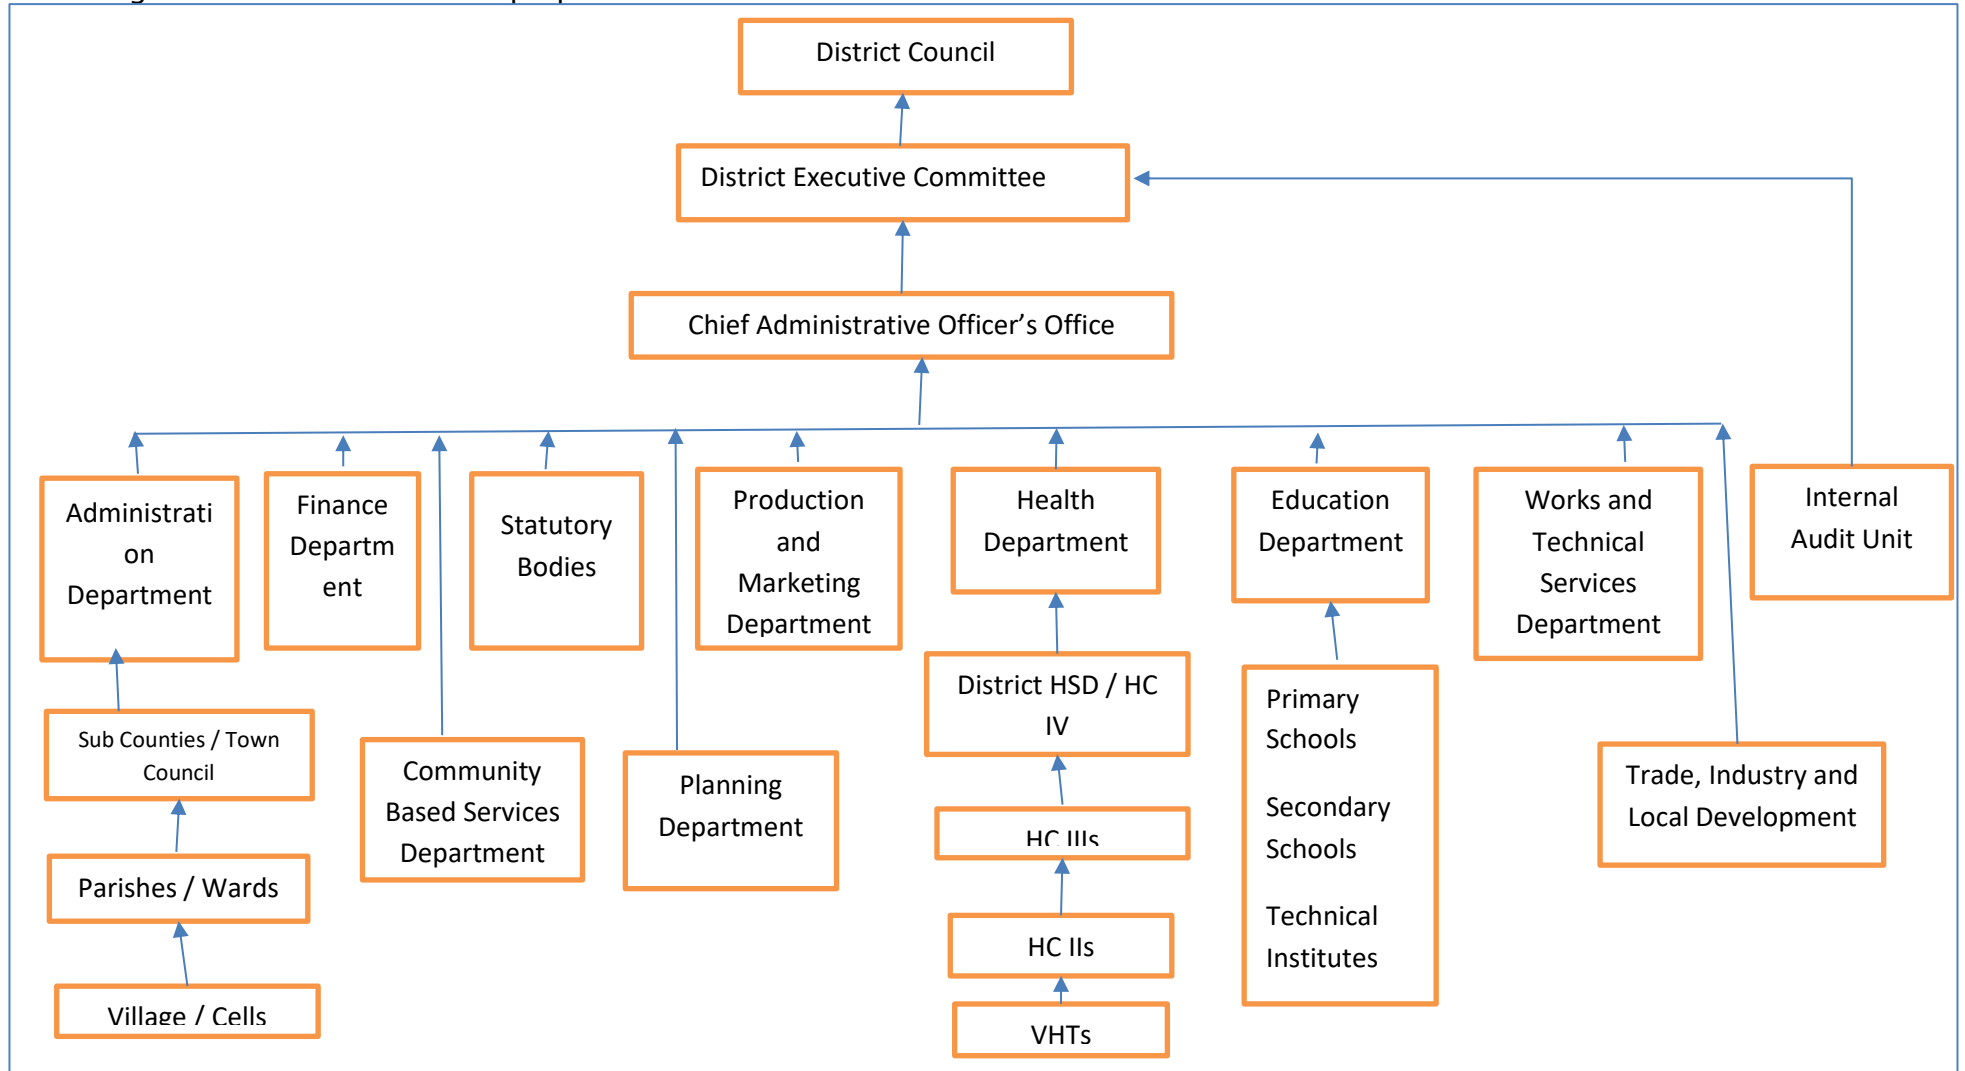 District Council
District Executive Committee
Chief Administrative Officer’s Office
Administrati
on
Department
Finance
Departm
ent
Statutory
Bodies
Production
and
Marketing
Department
Health
Department
Education
Department
Works and
Technical
Services
Department
Internal
Audit Unit
District HSD / HC
IV
Primary
Schools
Secondary
Schools
Technical
Institutes
Sub Counties / Town
Council
Community
Based Services
Department
Planning
Department
Trade, Industry and
Local Development
HC IIIs
Parishes / Wards
HC IIs
Village / Cells
VHTs